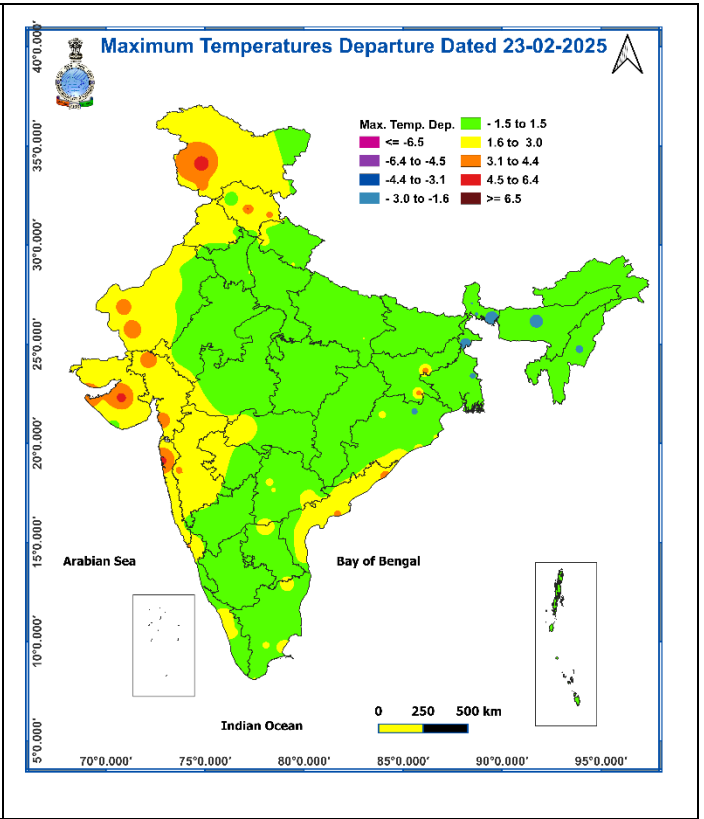 Maximum Temperatures Departure Dated 23-02-2025
Max. Temp. Dep.
<= -6.5
-6.4 to -4.5
-4.4 to -3.1
- 3.0 to -1.6
- 1.5 to 1.5
1.6 to 3.0
3.1 to 4.4
4.5 to 6.4
>= 6.5
40°0.000'
35°0.000'
30°0.000'
25°0.000'
20°0.000'
15°0.000'
10°0.000'
5°0.000'
Arabian Sea
Bay of Bengal
Indian Ocean
0 250 500 km
70°0.000' 75°0.000' 80°0.000' 85°0.000' 90°0.000' 95°0.000'